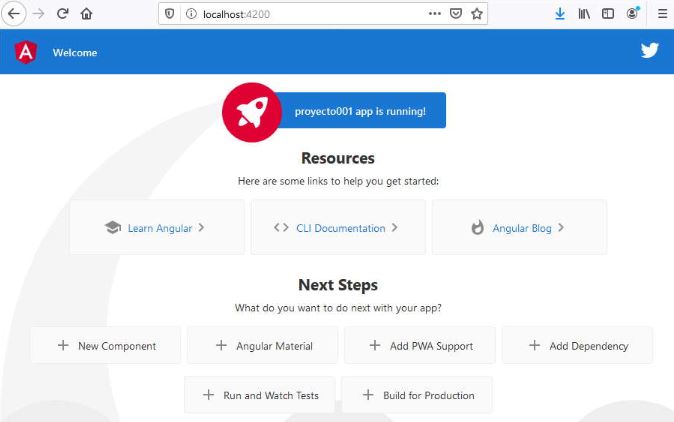 localhost:4200
A
Welcome
proyecto001 app is running!
Resources
Here are some links to help you get started:
Learn Angular
CLI Documentation
Angular Blog
Next Steps
What do you want to do next with your app?
New Component
Angular Material
Add PWA Support
Add Dependency
Run and Watch Tests
Build for Production